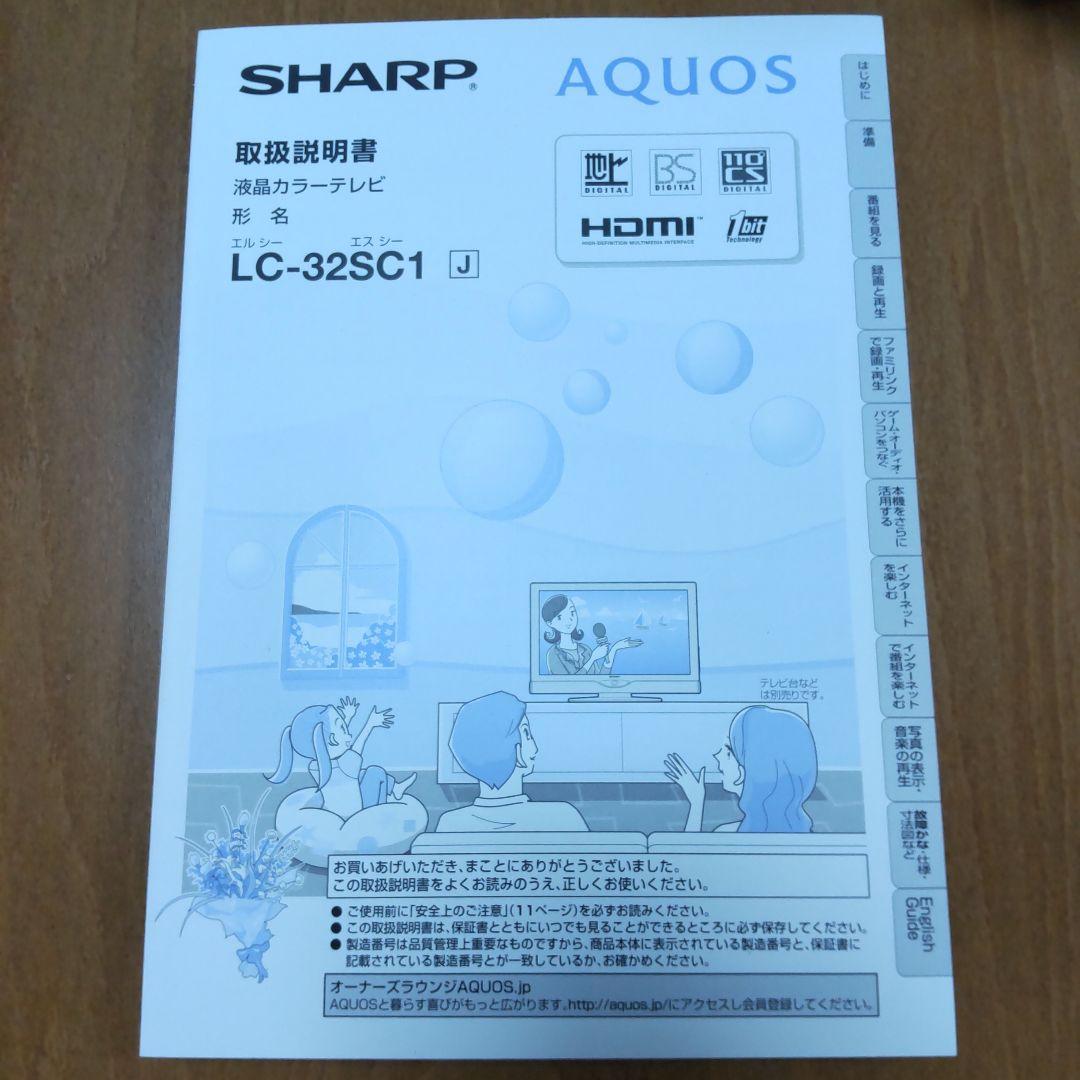 SHARP®
AQUOS
取扱説明書
液晶カラーテレビ
形 名
エル シー エス シー
LC-32SC1 J
地上 DIGITAL
BS DIGITAL
110° CS DIGITAL
HDMI™
HIGH-DEFINITION MULTIMEDIA INTERFACE
1bit Technology
はじめに
準備
番組を見る
録画と再生
ファミリンク
で録画・再生
ゲーム・オーディオ・
パソコンをつなぐ
本機をさらに
活用する
インターネット
を楽しむ
インターネット
で番組を楽しむ
写真の表示・
音楽の再生
故障かな・仕様・
寸法図など
English
Guide
テレビ台など
は別売りです。
お買いあげいただき、まことにありがとうございました。
この取扱説明書をよくお読みのうえ、正しくお使いください。
● ご使用前に「安全上のご注意」(11ページ)を必ずお読みください。
● この取扱説明書は、保証書とともにいつでも見ることができるところに必ず保存してください。
● 製造番号は品質管理上重要なものですから、商品本体に表示されている製造番号と、保証書に
記載されている製造番号とが一致しているか、お確かめください。
オーナーズラウンジAQUOS.jp
AQUOSと暮らす喜びがもっと広がります。http://aquos.jp/にアクセスし会員登録してください。